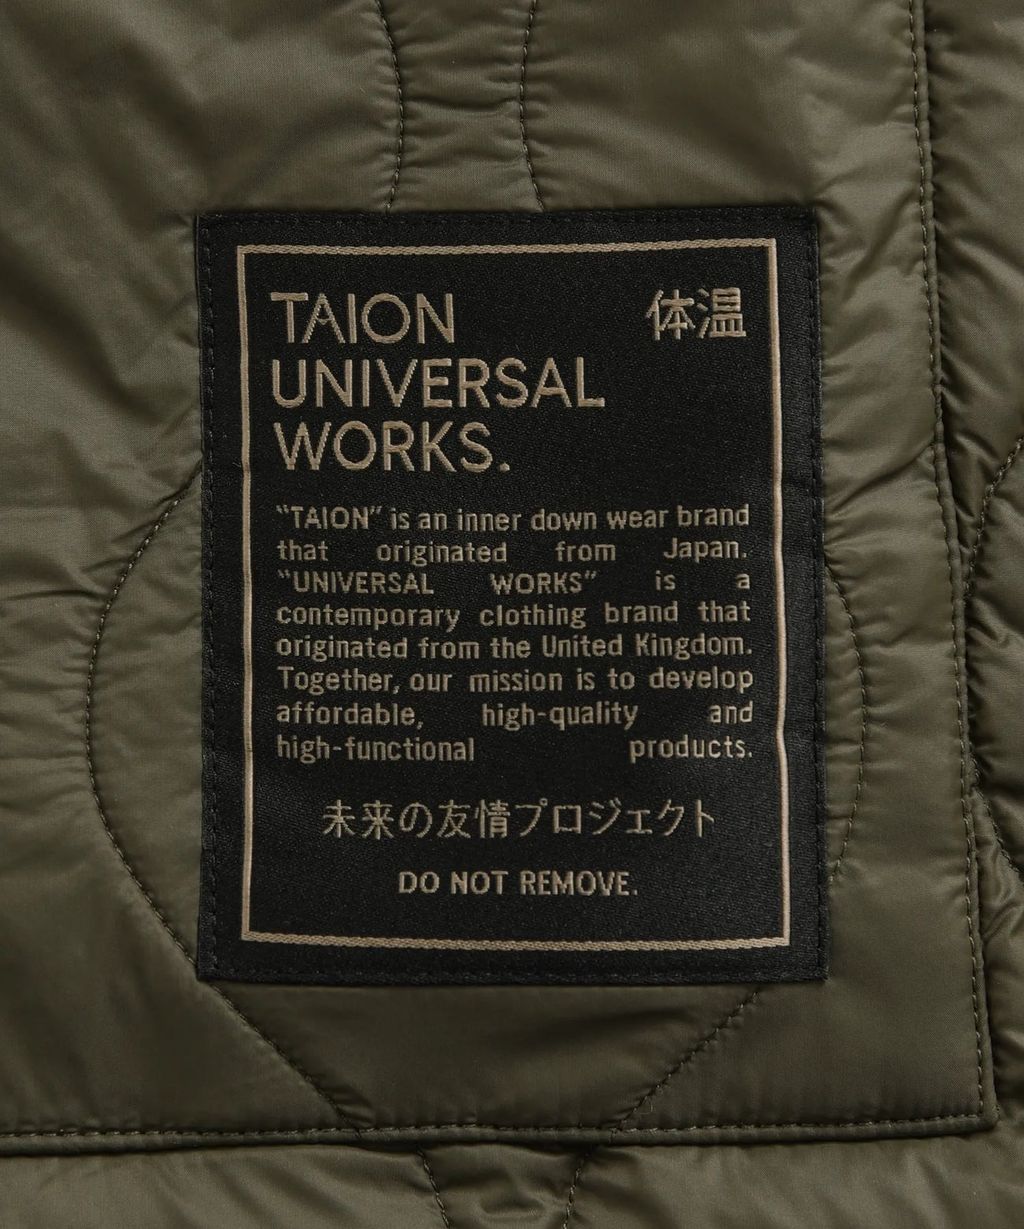 TAION 体温
UNIVERSAL
WORKS.
"TAION" is an inner down wear brand
that originated from Japan.
"UNIVERSAL WORKS" is a
contemporary clothing brand that
originated from the United Kingdom.
Together, our mission is to develop
affordable, high-quality and
high-functional products.
未来の友情プロジェクト
DO NOT REMOVE.